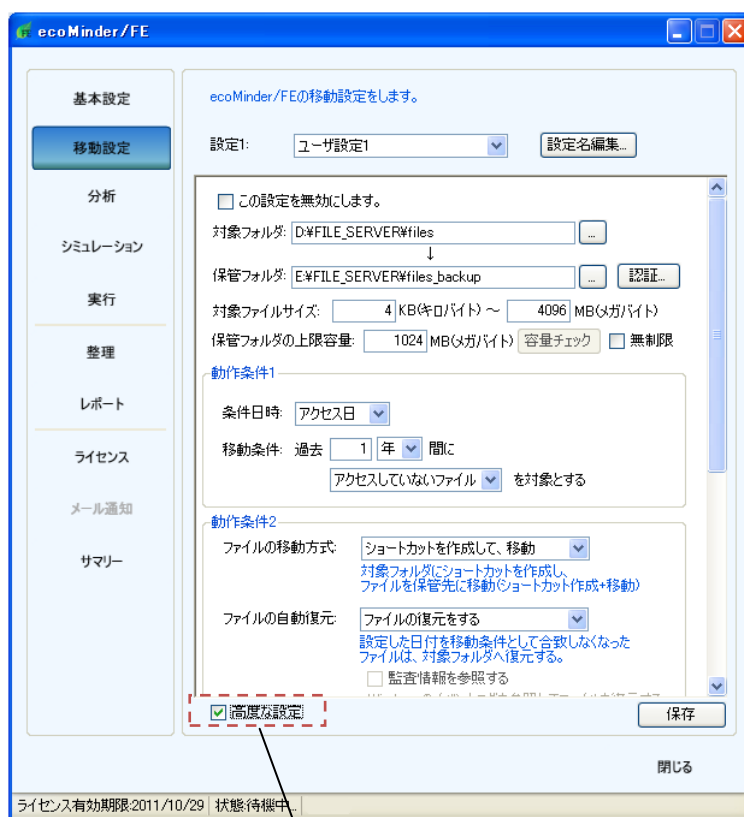 ecoMinder/FE
基本設定
移動設定
分析
シミュレーション
実行
整理
レポート
ライセンス
メール通知
サマリー
ecoMinder/FEの移動設定をします。
設定1: ユーザ設定1 設定名編集...
この設定を無効にします。
対象フォルダ: D:¥FILE_SERVER¥files ...
↓
保管フォルダ: E:¥FILE_SERVER¥files_backup ... 認証...
対象ファイルサイズ: 4 KB(キロバイト) ～ 4096 MB(メガバイト)
保管フォルダの上限容量: 1024 MB(メガバイト) 容量チェック 無制限
動作条件1
条件日時: アクセス日
移動条件: 過去 1 年 間に
アクセスしていないファイル を対象とする
動作条件2
ファイルの移動方式: ショートカットを作成して、移動
対象フォルダにショートカットを作成し、
ファイルを保管先に移動(ショートカット作成+移動)
ファイルの自動復元: ファイルの復元をする
設定した日付を移動条件として合致しなくなった
ファイルは、対象フォルダへ復元する。
監査情報を参照する
高度な設定 保存
閉じる
ライセンス有効期限:2011/10/29 状態:待機中...